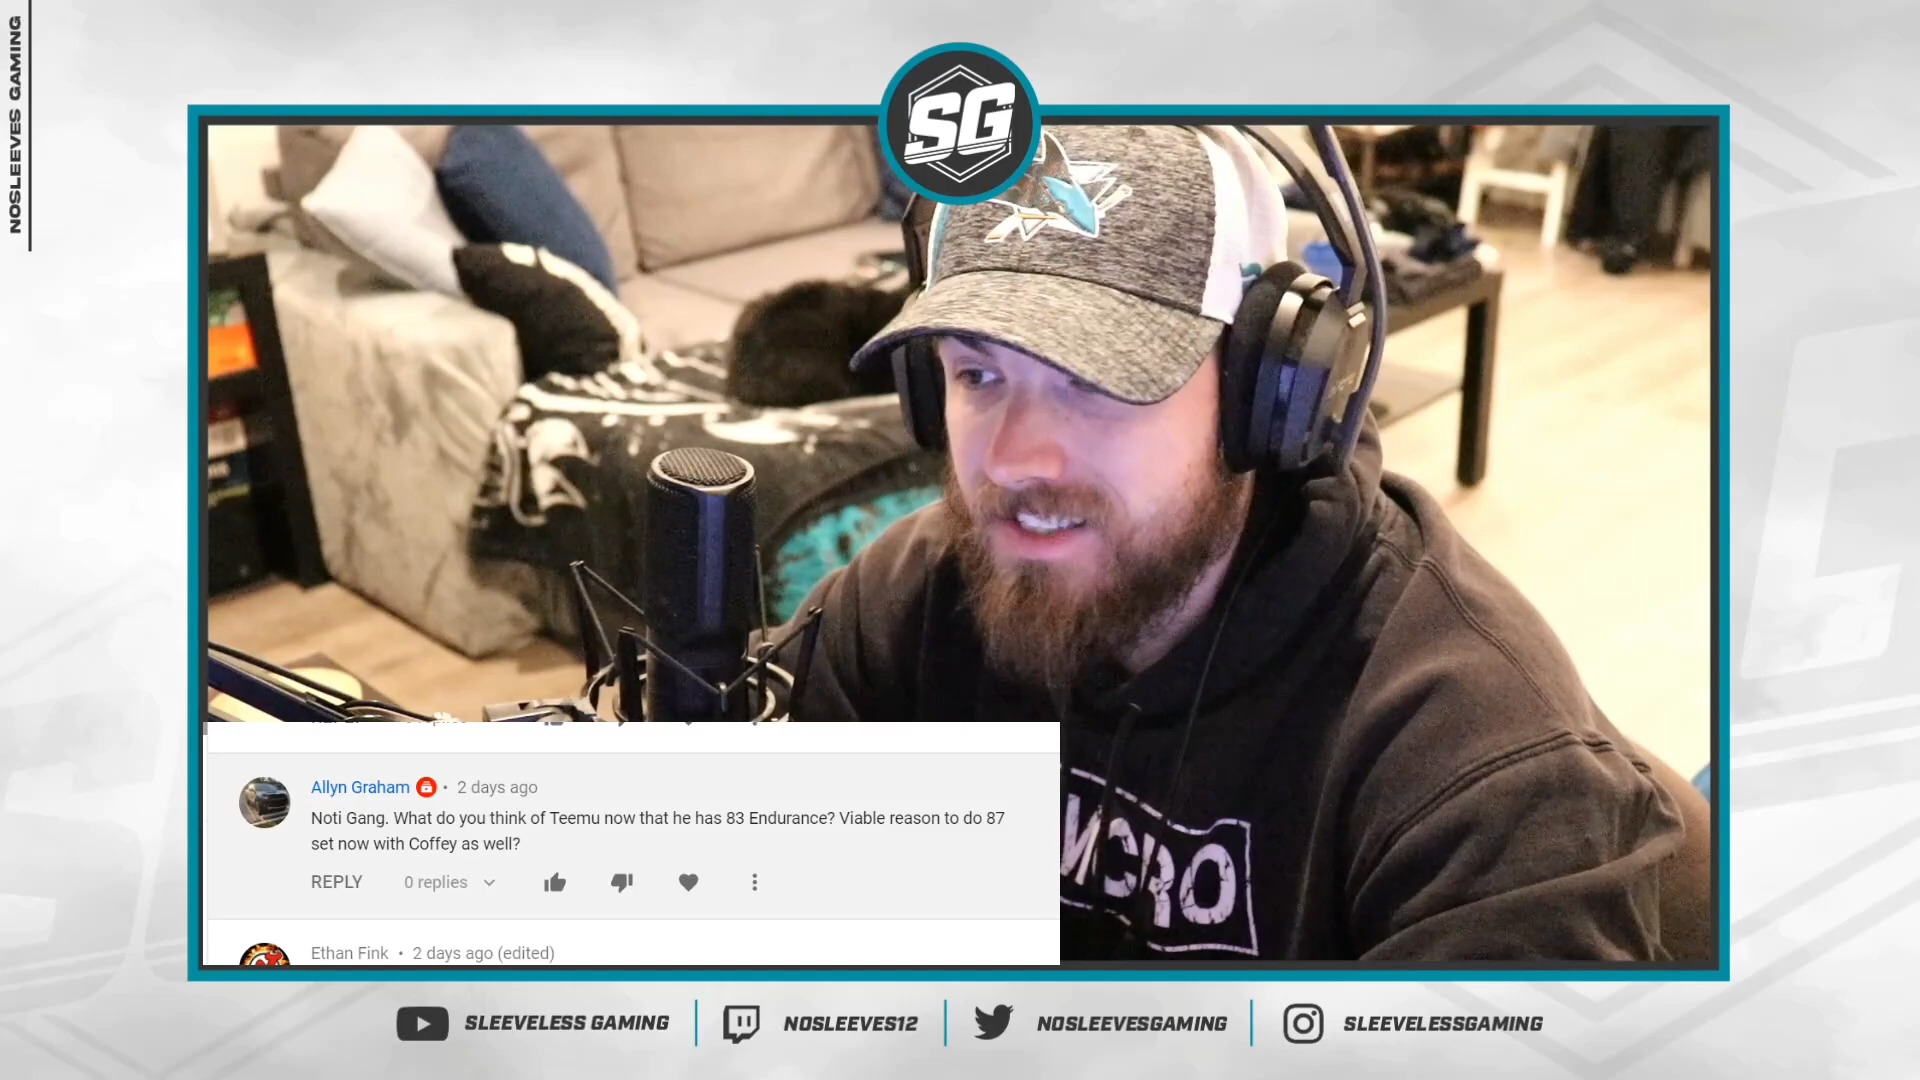 NOSLEEVES GAMING
SG
Allyn Graham • 2 days ago
Noti Gang. What do you think of Teemu now that he has 83 Endurance? Viable reason to do 87
set now with Coffey as well?
REPLY 0 replies
Ethan Fink • 2 days ago (edited)
SLEEVELESS GAMING NOSLEEVES12 NOSLEEVESGAMING SLEEVELESSGAMING